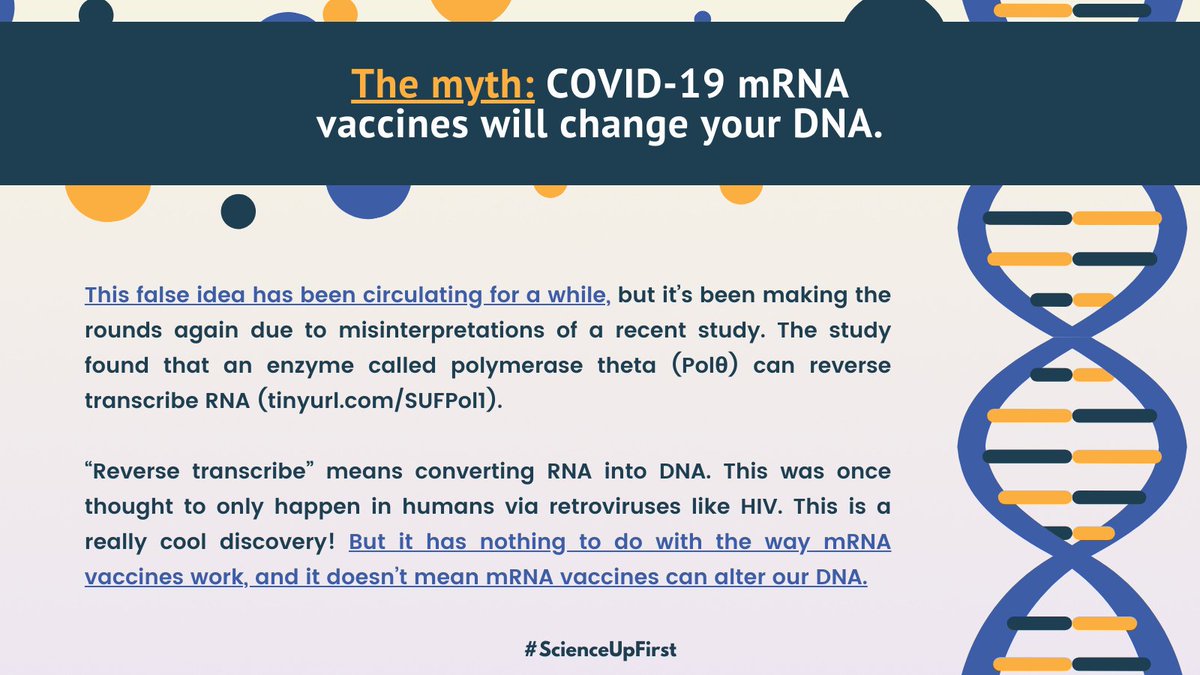 The myth: COVID-19 mRNA
vaccines will change your DNA.
This false idea has been circulating for a while, but it’s been making the
rounds again due to misinterpretations of a recent study. The study
found that an enzyme called polymerase theta (Polθ) can reverse
transcribe RNA (tinyurl.com/SUFPol1).
“Reverse transcribe” means converting RNA into DNA. This was once
thought to only happen in humans via retroviruses like HIV. This is a
really cool discovery! But it has nothing to do with the way mRNA
vaccines work, and it doesn’t mean mRNA vaccines can alter our DNA.
#ScienceUpFirst